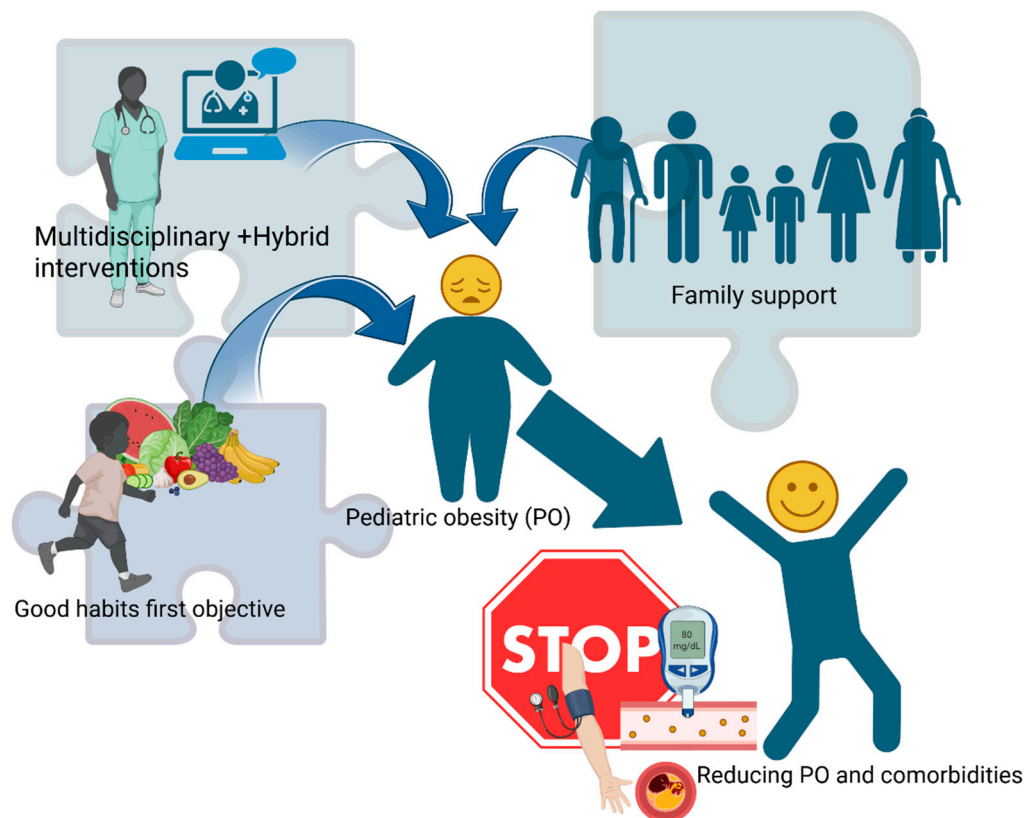 Multidisciplinary +Hybrid
interventions
Family support
Pediatric obesity (PO)
Good habits first objective
STOP
80
mg/dL
Reducing PO and comorbidities